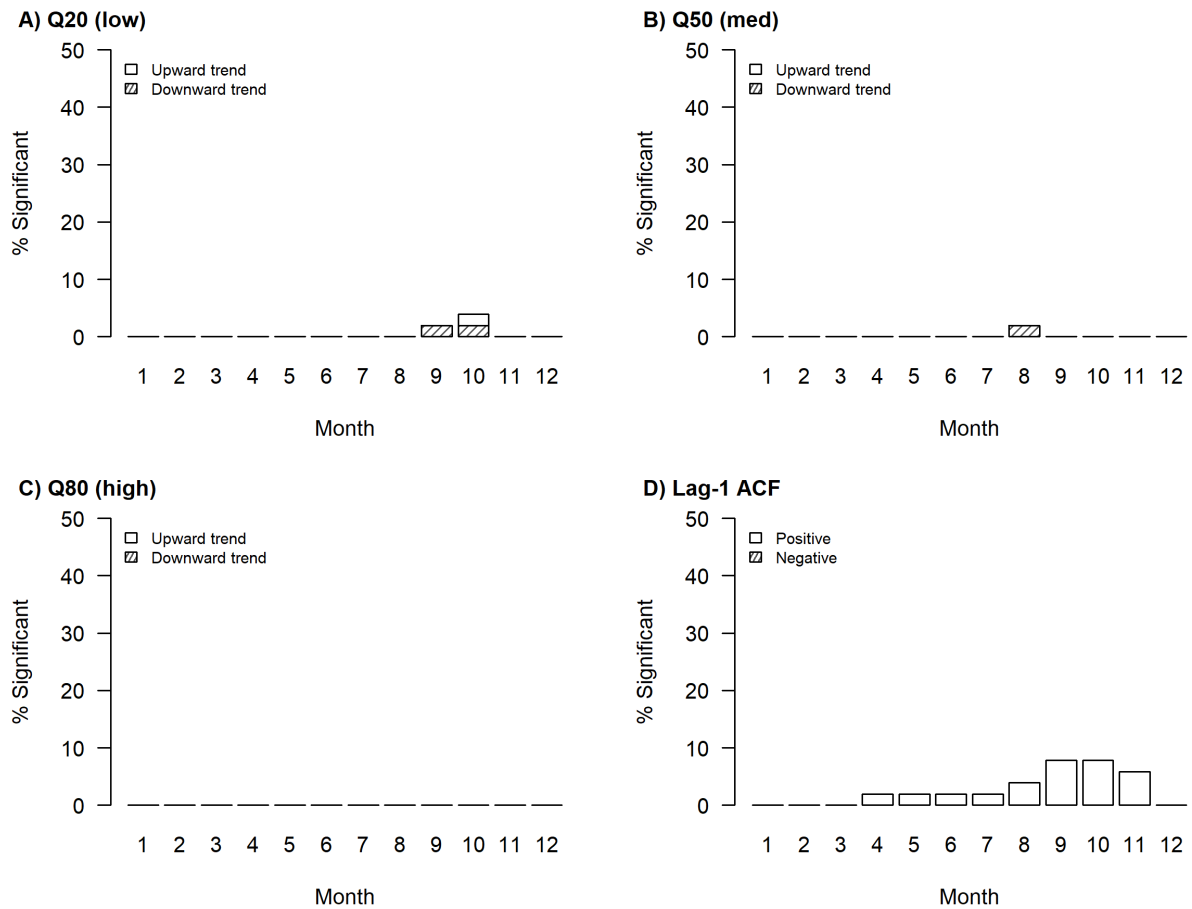 A) Q20 (low)
50
40
30
20
10
0
% Significant
Upward trend
Downward trend
1 2 3 4 5 6 7 8 9 10 11 12
Month
B) Q50 (med)
50
40
30
20
10
0
% Significant
Upward trend
Downward trend
1 2 3 4 5 6 7 8 9 10 11 12
Month
C) Q80 (high)
50
40
30
20
10
0
% Significant
Upward trend
Downward trend
1 2 3 4 5 6 7 8 9 10 11 12
Month
D) Lag-1 ACF
50
40
30
20
10
0
% Significant
Positive
Negative
1 2 3 4 5 6 7 8 9 10 11 12
Month